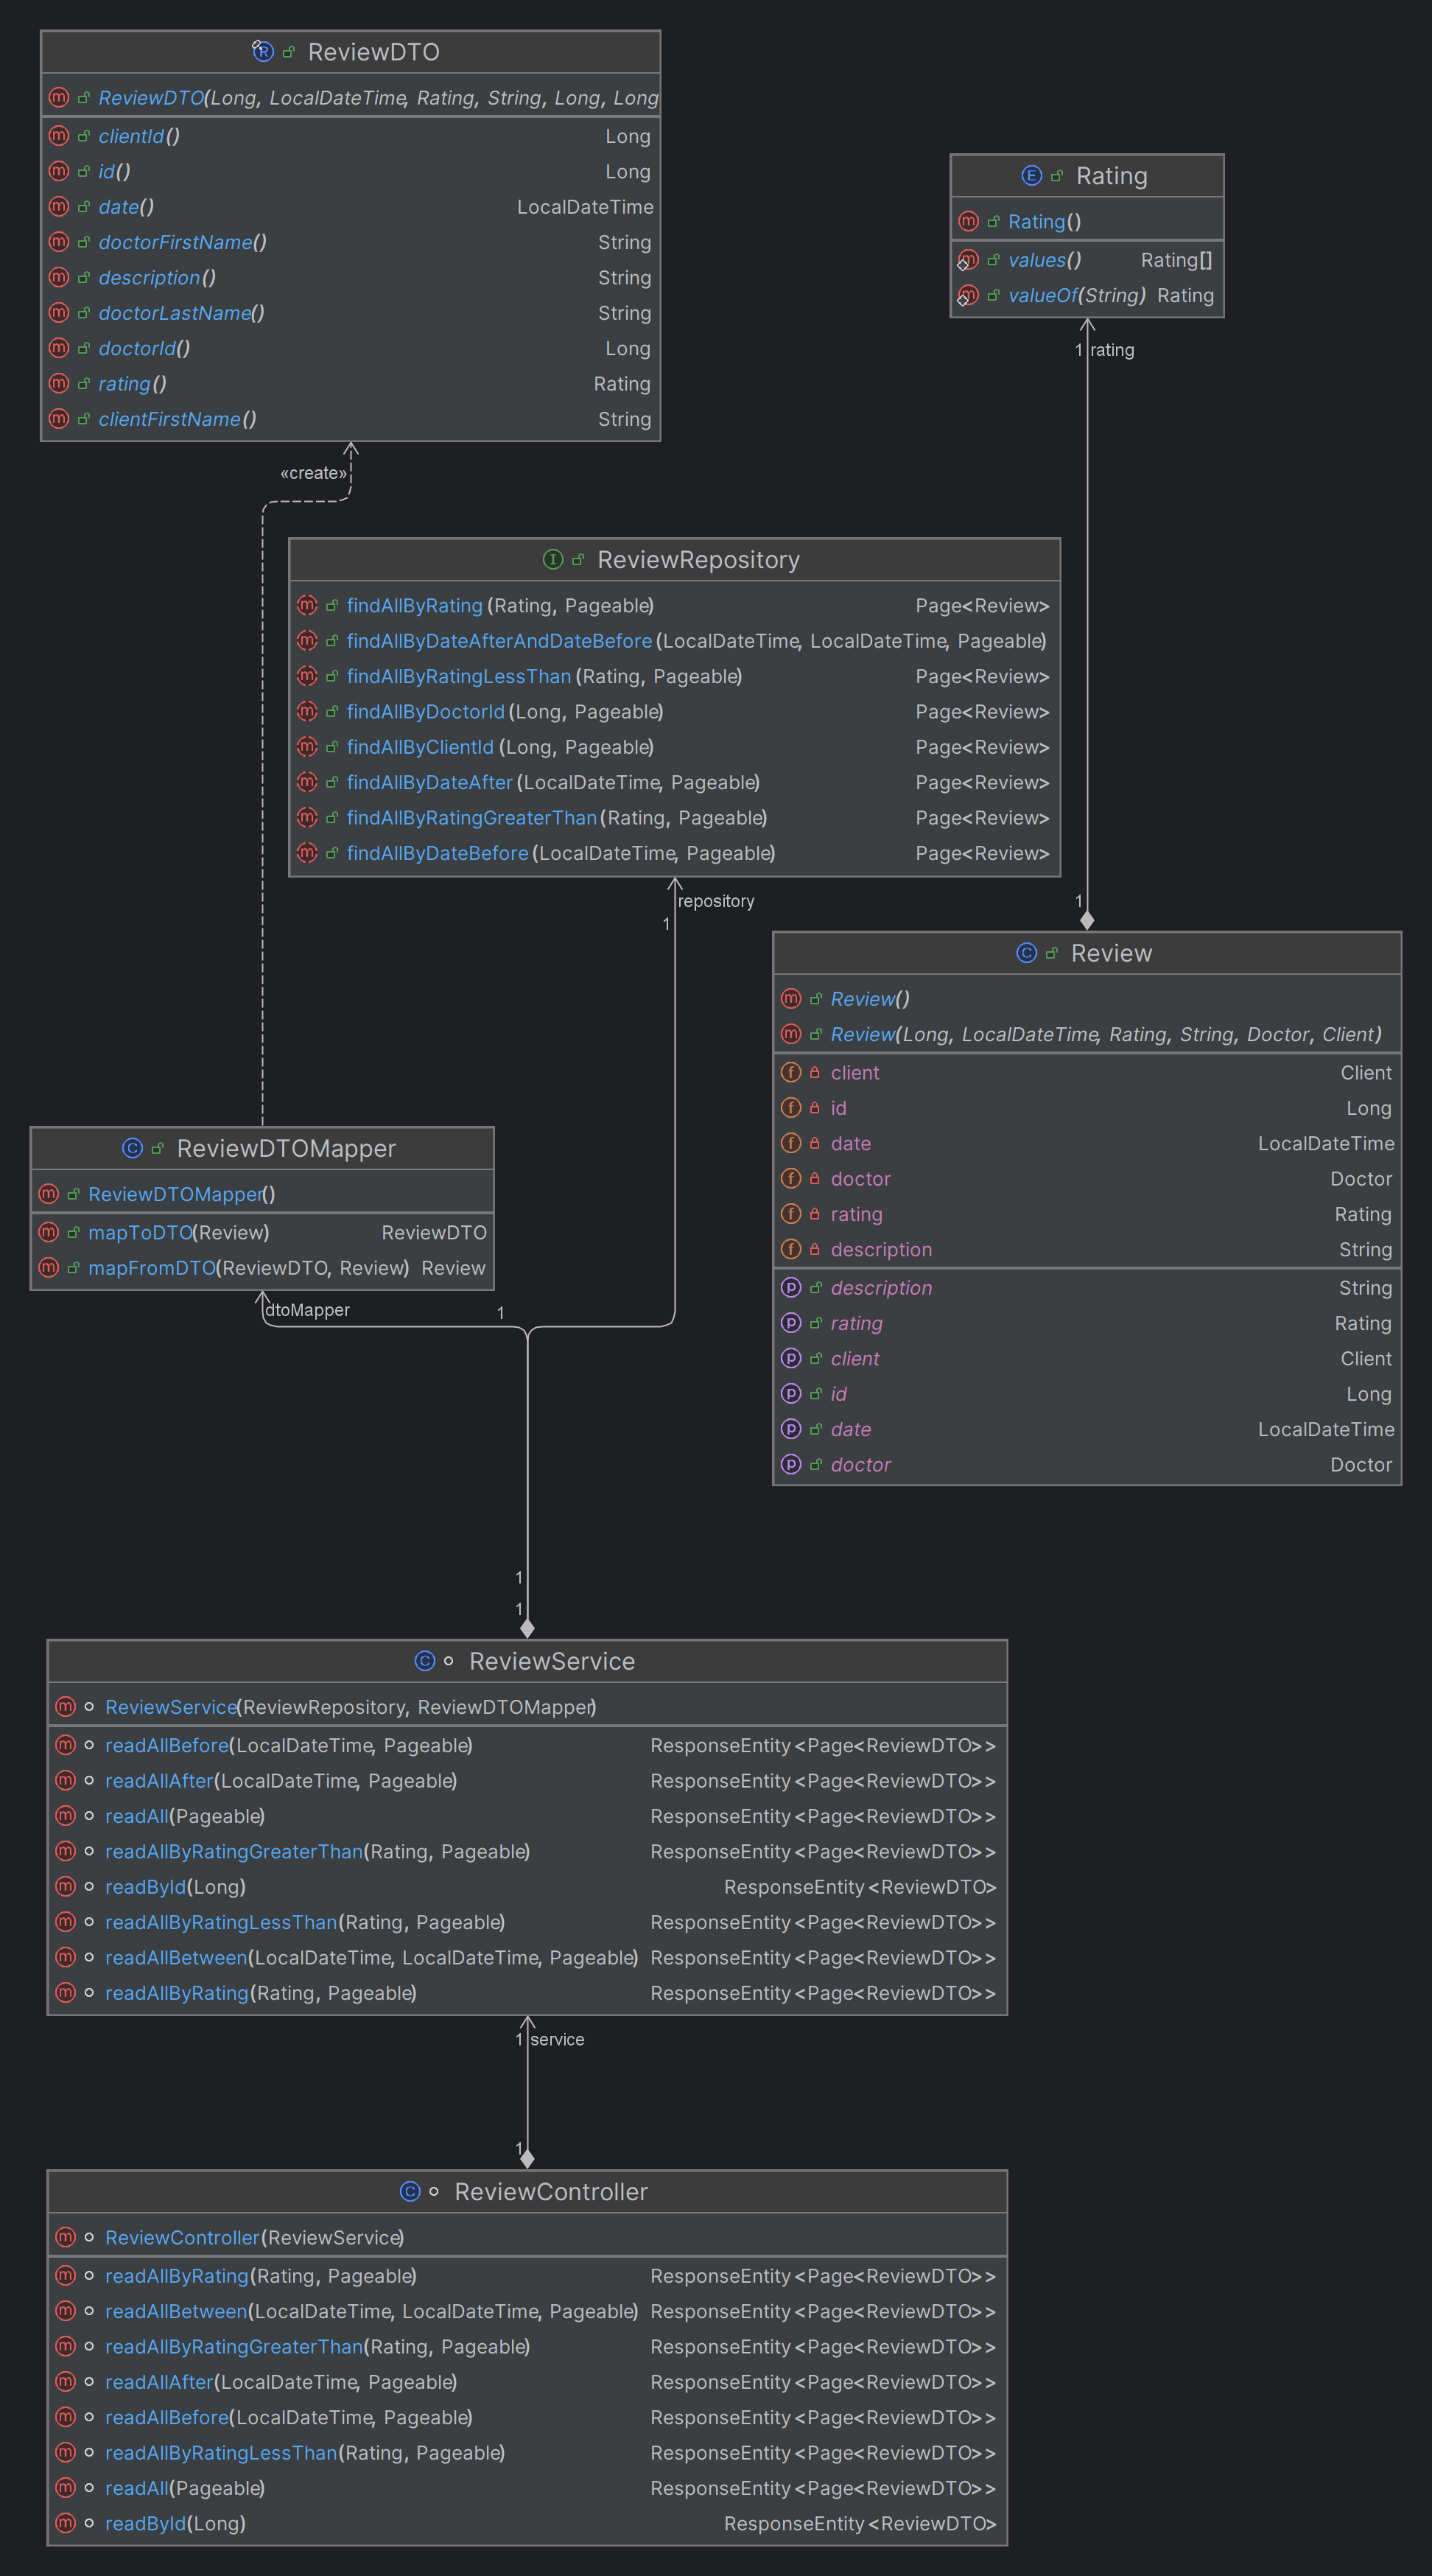 ReviewDTO
ReviewDTO(Long, LocalDateTime, Rating, String, Long, Long
clientId() Long
id() Long
date() LocalDateTime
doctorFirstName() String
description() String
doctorLastName() String
doctorId() Long
rating() Rating
clientFirstName() String
Rating
Rating()
values() Rating[]
valueOf(String) Rating
1 rating
«create»
ReviewRepository
findAllByRating(Rating, Pageable) Page<Review>
findAllByDateAfterAndDateBefore(LocalDateTime, LocalDateTime, Pageable)
findAllByRatingLessThan(Rating, Pageable) Page<Review>
findAllByDoctorId(Long, Pageable) Page<Review>
findAllByClientId(Long, Pageable) Page<Review>
findAllByDateAfter(LocalDateTime, Pageable) Page<Review>
findAllByRatingGreaterThan(Rating, Pageable) Page<Review>
findAllByDateBefore(LocalDateTime, Pageable) Page<Review>
repository
1
1
Review
Review()
Review(Long, LocalDateTime, Rating, String, Doctor, Client)
client Client
id Long
date LocalDateTime
doctor Doctor
rating Rating
description String
description String
rating Rating
client Client
id Long
date LocalDateTime
doctor Doctor
ReviewDTOMapper
ReviewDTOMapper()
mapToDTO(Review) ReviewDTO
mapFromDTO(ReviewDTO, Review) Review
dtoMapper 1
1
1
ReviewService
ReviewService(ReviewRepository, ReviewDTOMapper)
readAllBefore(LocalDateTime, Pageable) ResponseEntity<Page<ReviewDTO>>
readAllAfter(LocalDateTime, Pageable) ResponseEntity<Page<ReviewDTO>>
readAll(Pageable) ResponseEntity<Page<ReviewDTO>>
readAllByRatingGreaterThan(Rating, Pageable) ResponseEntity<Page<ReviewDTO>>
readById(Long) ResponseEntity<ReviewDTO>
readAllByRatingLessThan(Rating, Pageable) ResponseEntity<Page<ReviewDTO>>
readAllBetween(LocalDateTime, LocalDateTime, Pageable) ResponseEntity<Page<ReviewDTO>>
readAllByRating(Rating, Pageable) ResponseEntity<Page<ReviewDTO>>
1 service
1
ReviewController
ReviewController(ReviewService)
readAllByRating(Rating, Pageable) ResponseEntity<Page<ReviewDTO>>
readAllBetween(LocalDateTime, LocalDateTime, Pageable) ResponseEntity<Page<ReviewDTO>>
readAllByRatingGreaterThan(Rating, Pageable) ResponseEntity<Page<ReviewDTO>>
readAllAfter(LocalDateTime, Pageable) ResponseEntity<Page<ReviewDTO>>
readAllBefore(LocalDateTime, Pageable) ResponseEntity<Page<ReviewDTO>>
readAllByRatingLessThan(Rating, Pageable) ResponseEntity<Page<ReviewDTO>>
readAll(Pageable) ResponseEntity<Page<ReviewDTO>>
readById(Long) ResponseEntity<ReviewDTO>